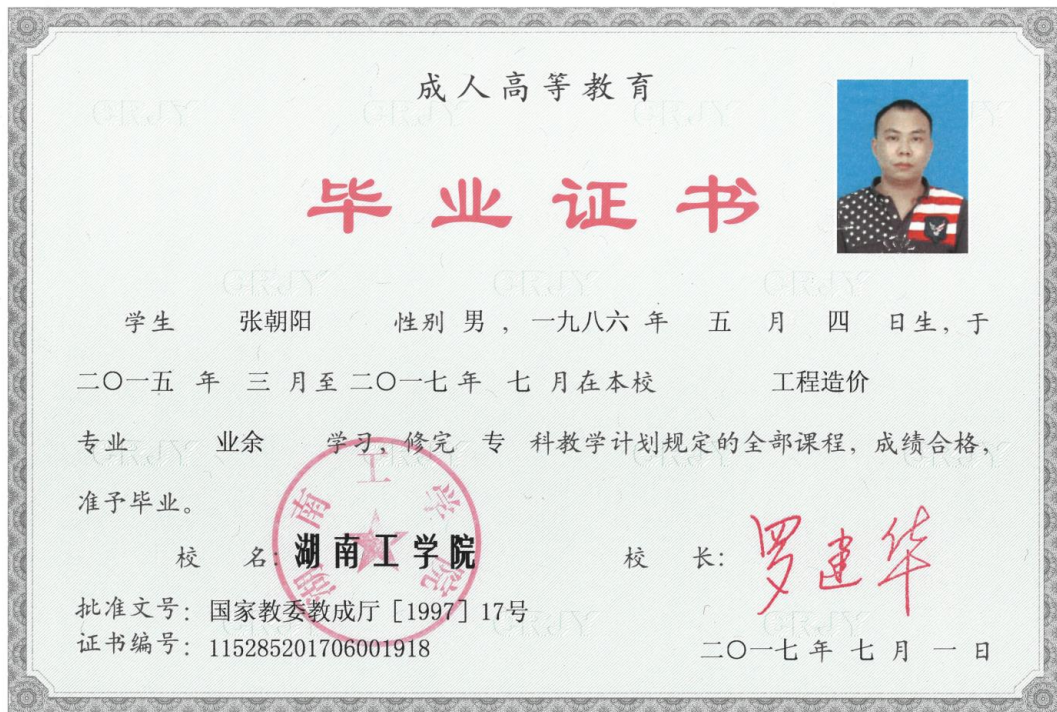 成人高等教育
毕业证书
学生 张朝阳 性别 男，一九八六 年 五 月 四 日生，于
二〇一五 年 三 月至 二〇一七 年 七 月在本校 工程造价
专业 业余 学习，修完 专 科教学计划规定的全部课程，成绩合格，
准予毕业。
湖南工学院
校 名：湖南工学院 校 长：罗建华
批准文号：国家教委教成厅［1997］17号
证书编号：115285201706001918
二〇一七 年 七 月 一 日